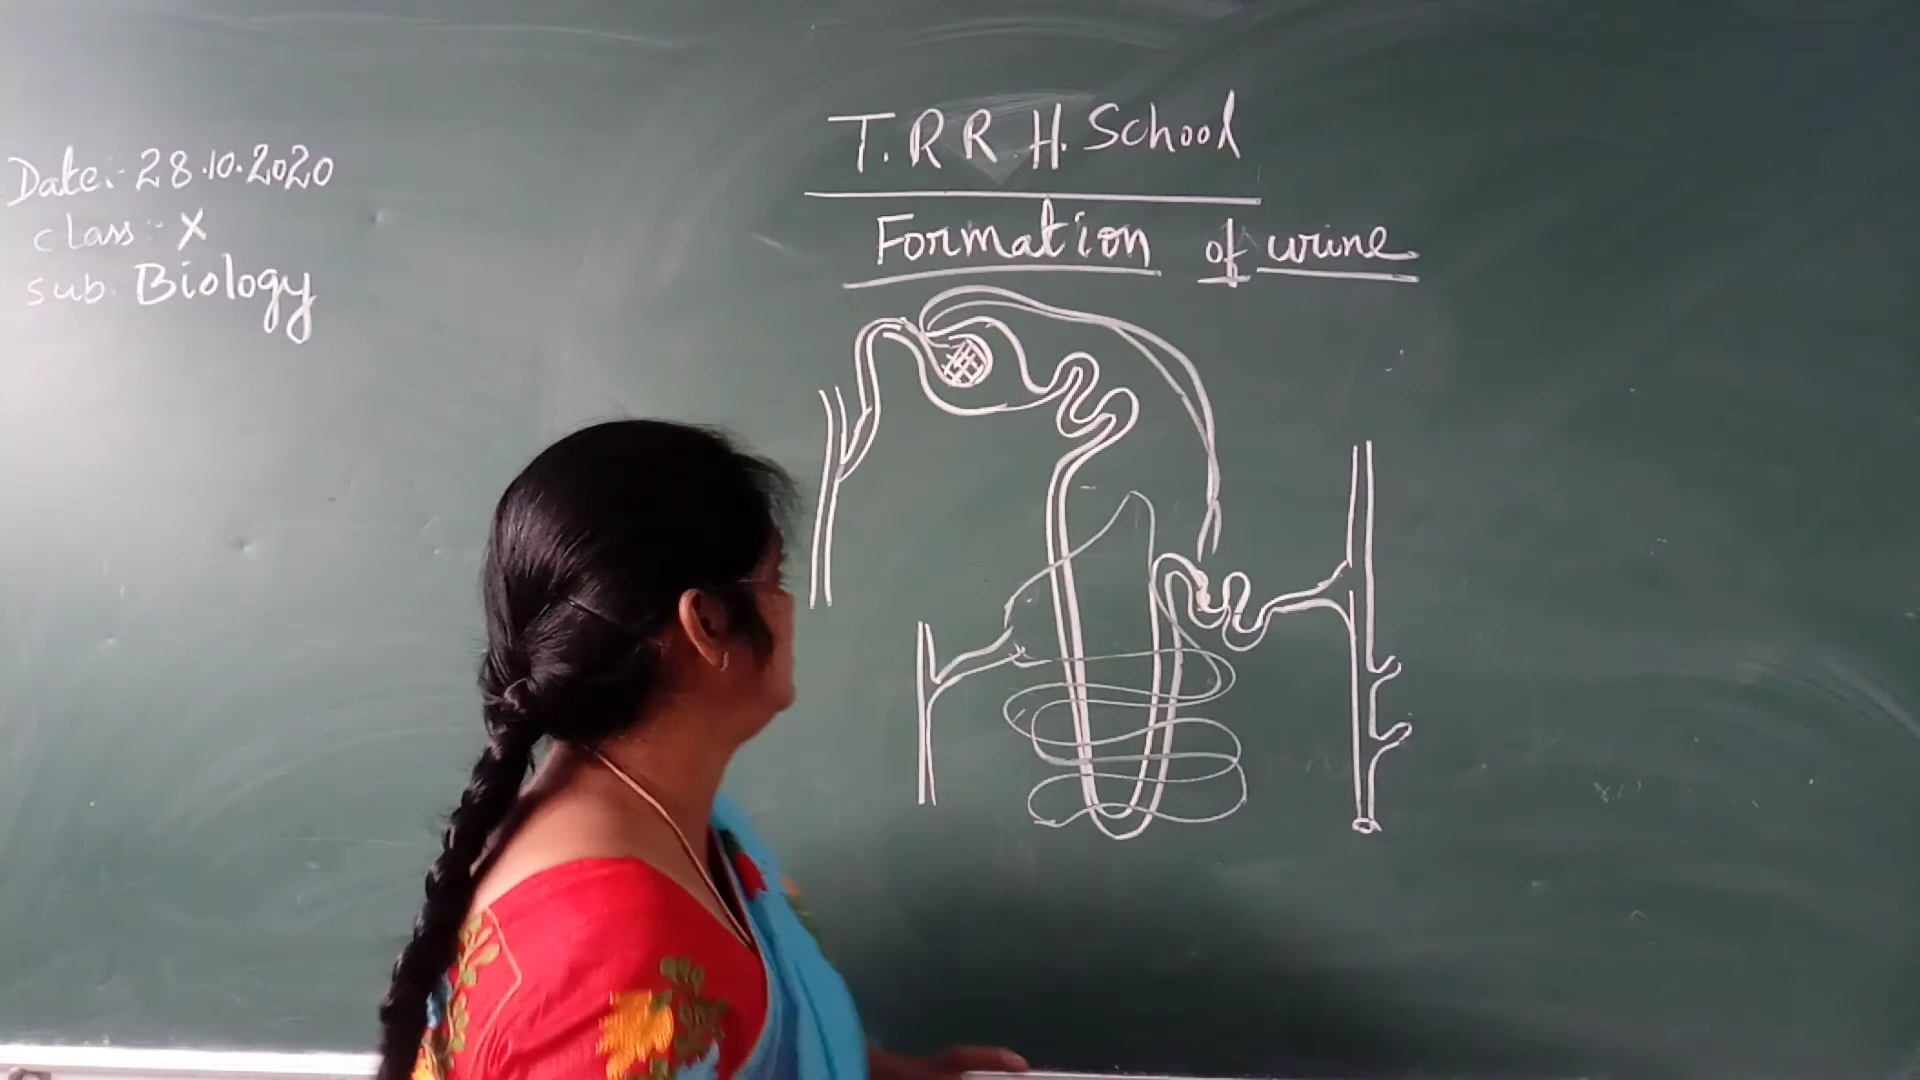 Date:- 28.10.2020
class:- X
sub. Biology
T.R.R.H. School
Formation of urine